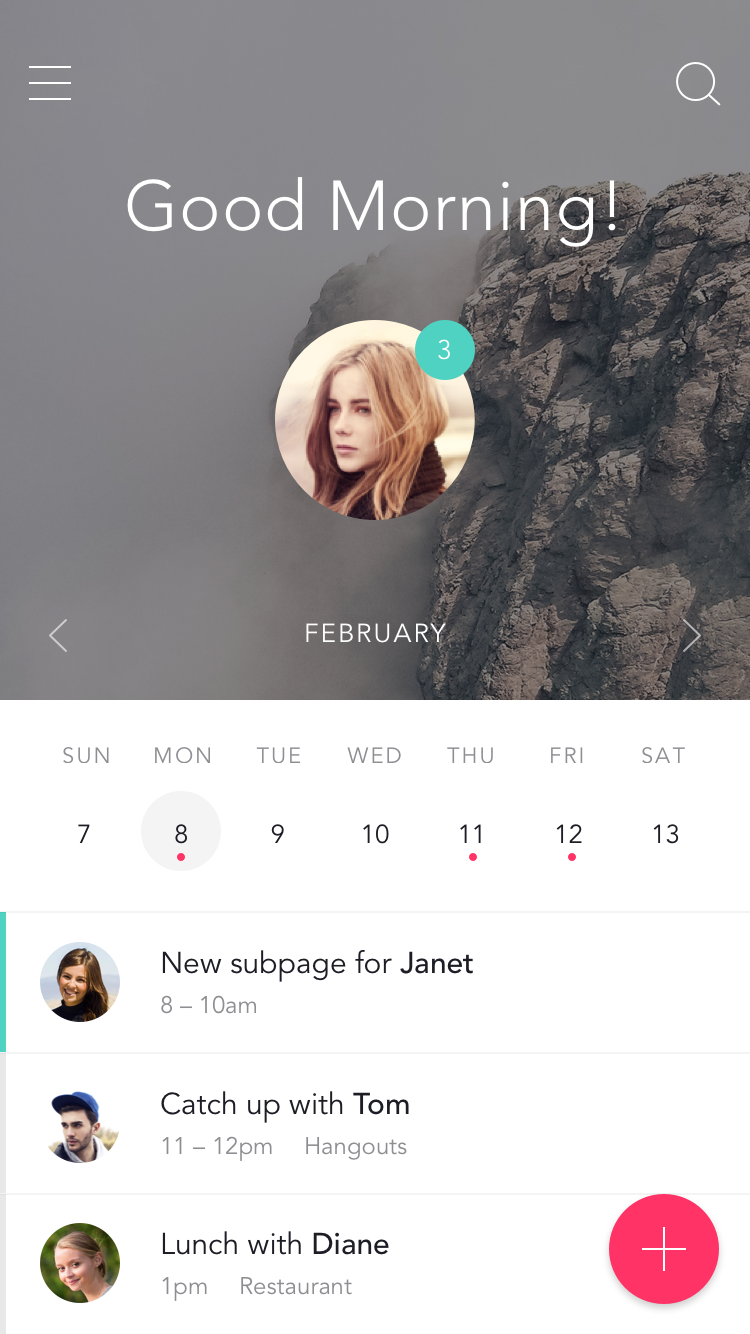 Good Morning!
3
FEBRUARY
SUN MON TUE WED THU FRI SAT
7 8 9 10 11 12 13
New subpage for Janet
8 – 10am
Catch up with Tom
11 – 12pm Hangouts
Lunch with Diane
1pm Restaurant